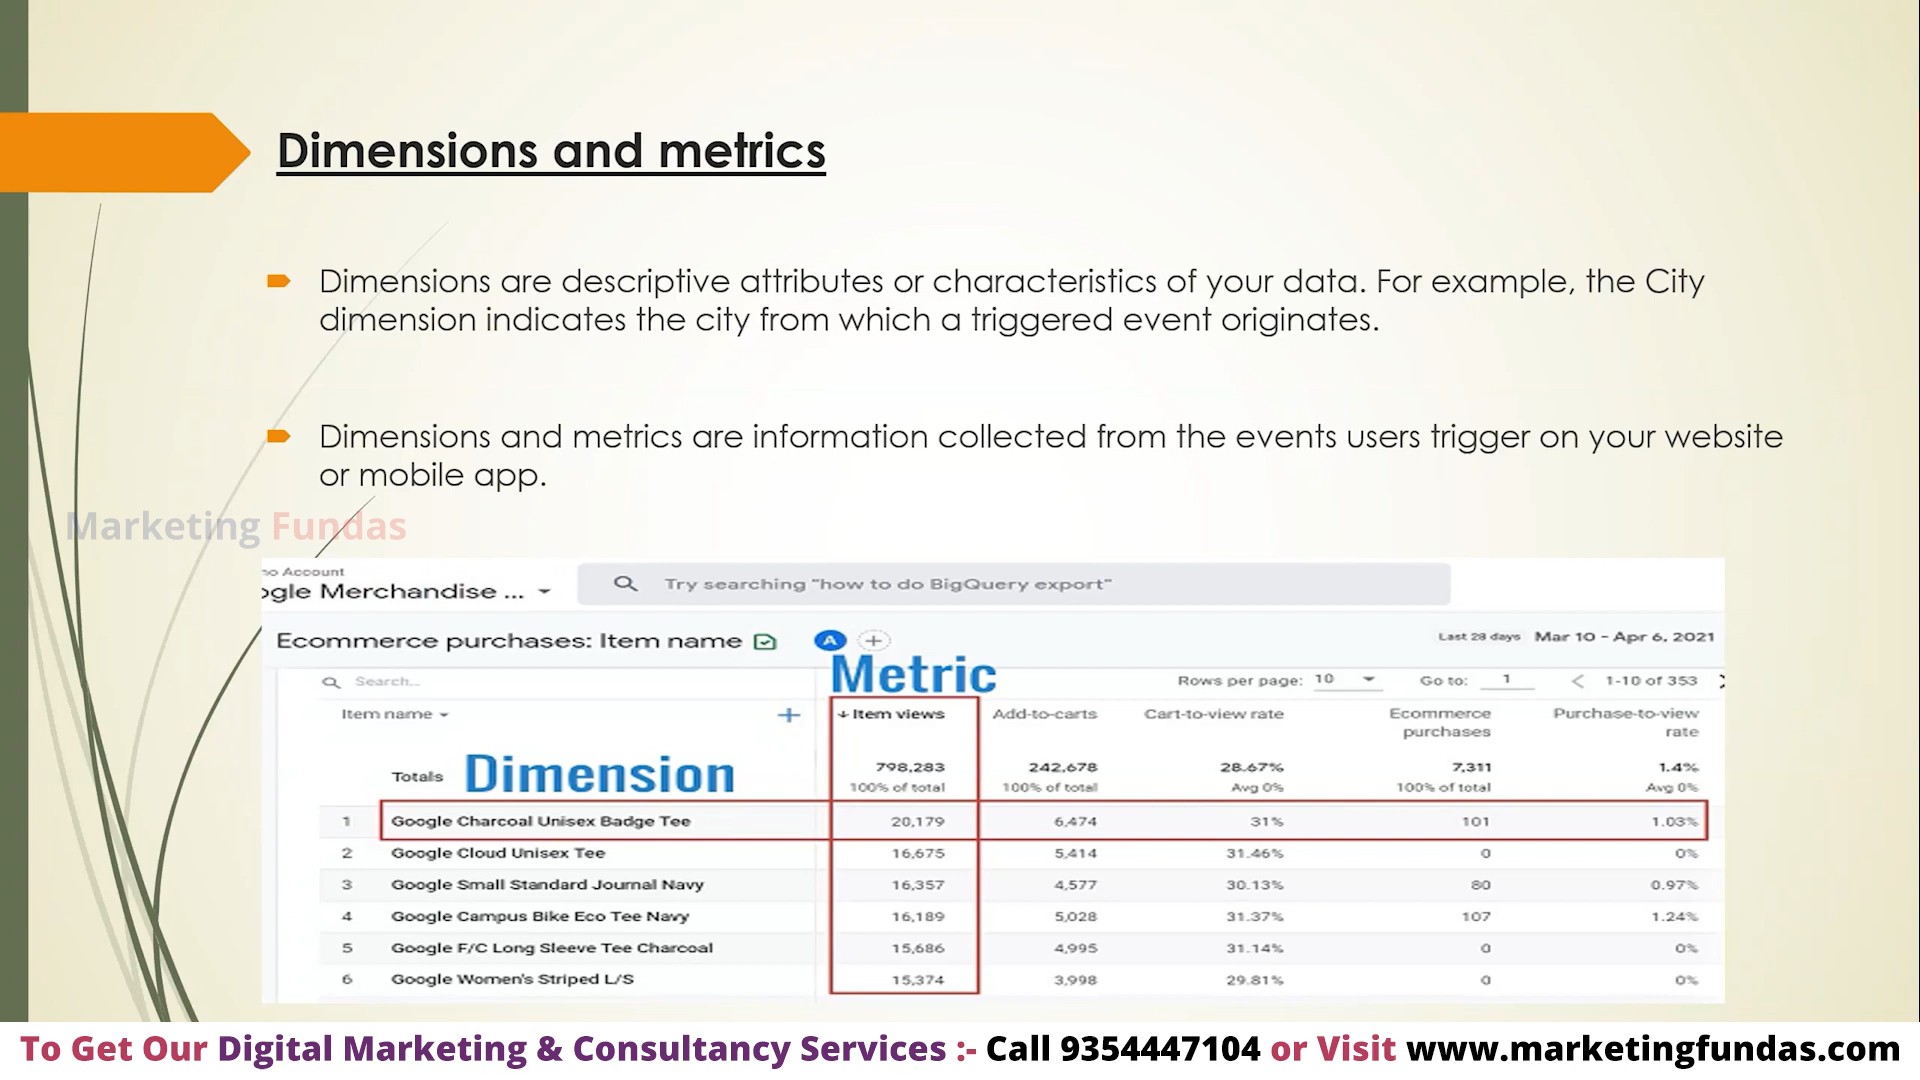 Dimensions and metrics
Dimensions are descriptive attributes or characteristics of your data. For example, the City
dimension indicates the city from which a triggered event originates.
Dimensions and metrics are information collected from the events users trigger on your website
or mobile app.
Marketing Fundas
no Account
ogle Merchandise ...
Try searching "how to do BigQuery export"
Ecommerce purchases: Item name
A
Last 28 days Mar 10 - Apr 6, 2021
Metric
Search...
Rows per page: 10 Go to: 1 1-10 of 353
Item name + ↓ Item views Add-to-carts Cart-to-view rate Ecommerce purchases Purchase-to-view rate
Dimension
Totals 798,283 242,678 28.67% 7,311 1.4%
100% of total 100% of total Avg 0% 100% of total Avg 0%
1 Google Charcoal Unisex Badge Tee 20,179 6,474 31% 101 1.03%
2 Google Cloud Unisex Tee 16,675 5,414 31.46% 0 0%
3 Google Small Standard Journal Navy 16,357 4,577 30.13% 80 0.97%
4 Google Campus Bike Eco Tee Navy 16,189 5,028 31.37% 107 1.24%
5 Google F/C Long Sleeve Tee Charcoal 15,686 4,995 31.14% 0 0%
6 Google Women's Striped L/S 15,374 3,998 29.81% 0 0%
To Get Our Digital Marketing & Consultancy Services :- Call 9354447104 or Visit www.marketingfundas.com